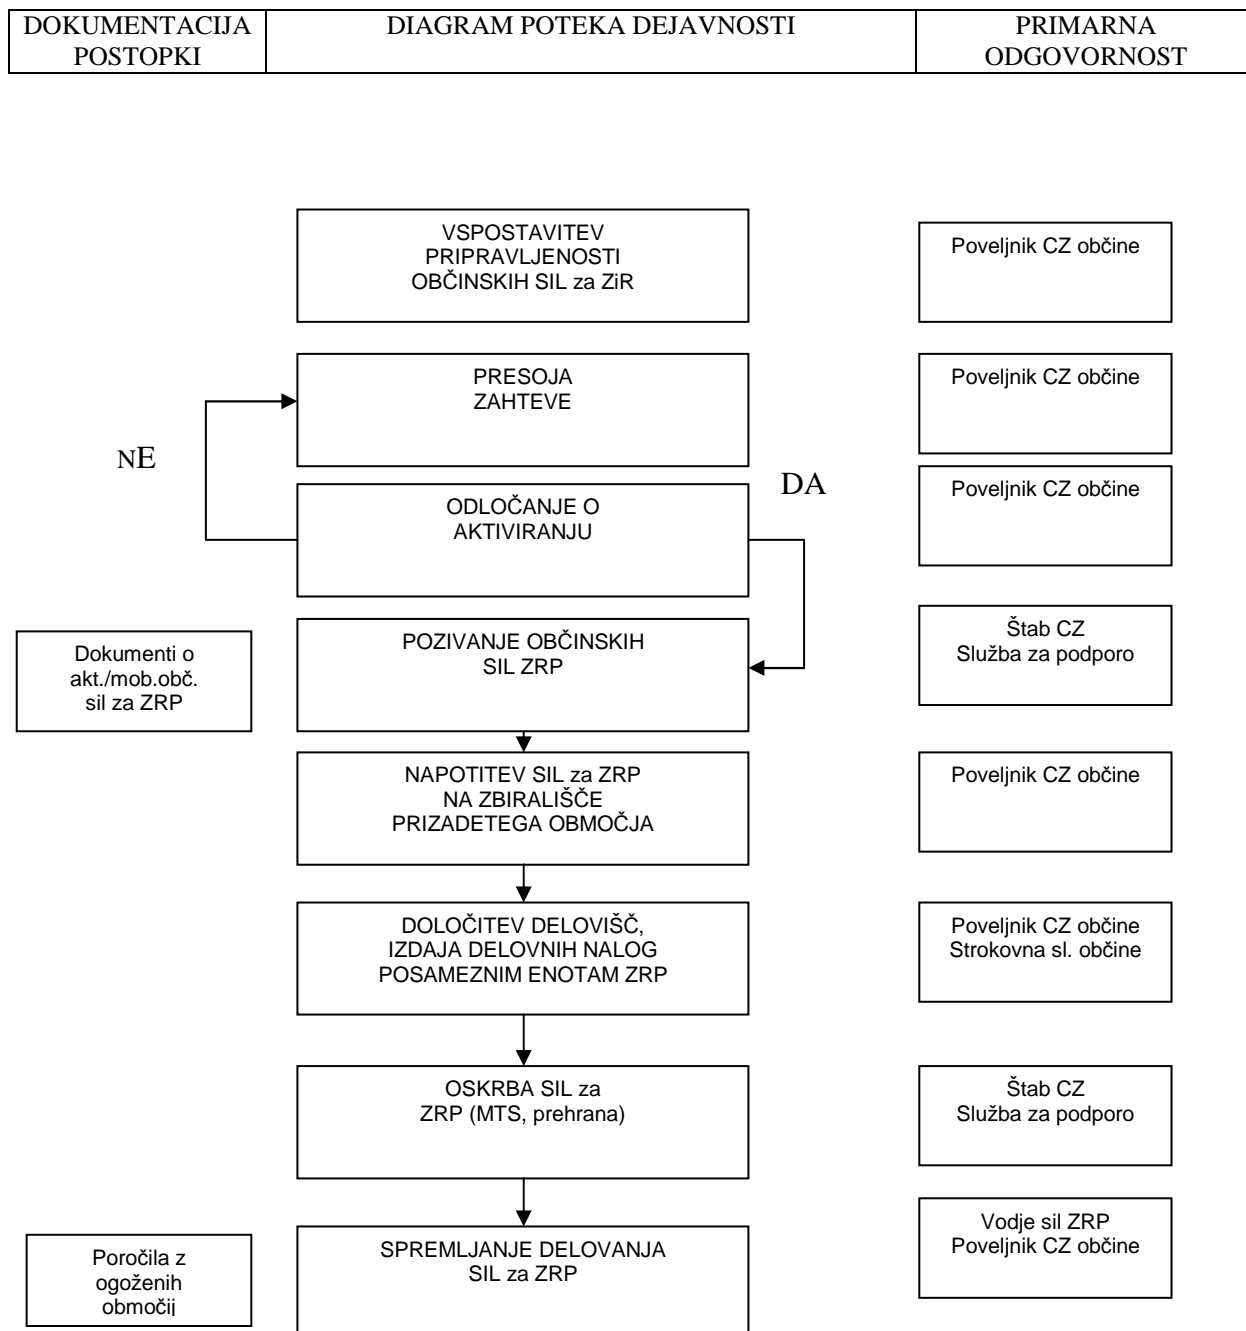 DOKUMENTACIJA
POSTOPKI
DIAGRAM POTEKA DEJAVNOSTI
PRIMARNA
ODGOVORNOST
VSPOSTAVITEV
PRIPRAVLJENOSTI
OBČINSKIH SIL za ZiR
Poveljnik CZ občine
PRESOJA
ZAHTEVE
Poveljnik CZ občine
NE
DA
ODLOČANJE O
AKTIVIRANJU
Poveljnik CZ občine
Dokumenti o
akt./mob.obč.
sil za ZRP
POZIVANJE OBČINSKIH
SIL ZRP
Štab CZ
Služba za podporo
NAPOTITEV SIL za ZRP
NA ZBIRALIŠČE
PRIZADETEGA OBMOČJA
Poveljnik CZ občine
DOLOČITEV DELOVIŠČ,
IZDAJA DELOVNIH NALOG
POSAMEZNIM ENOTAM ZRP
Poveljnik CZ občine
Strokovna sl. občine
OSKRBA SIL za
ZRP (MTS, prehrana)
Štab CZ
Služba za podporo
Poročila z
ogoženih
območij
SPREMLJANJE DELOVANJA
SIL za ZRP
Vodje sil ZRP
Poveljnik CZ občine